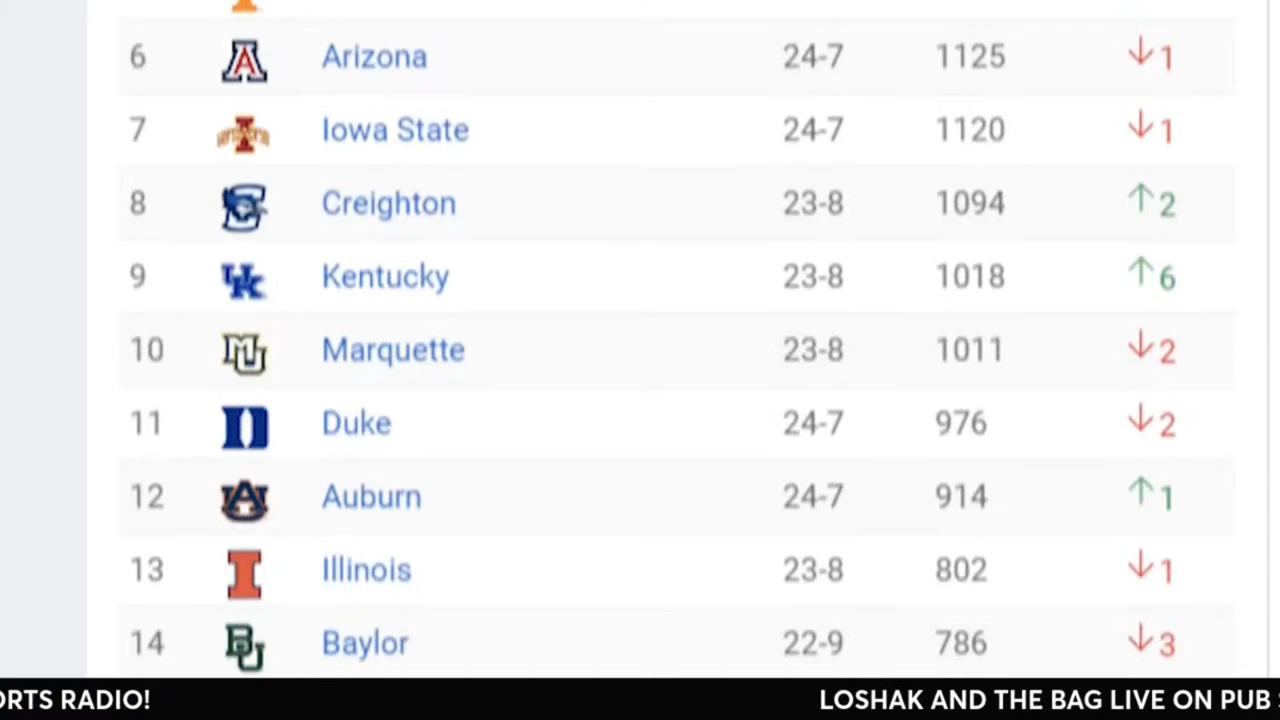 6 Arizona 24-7 1125 ↓1
7 Iowa State 24-7 1120 ↓1
8 Creighton 23-8 1094 ↑2
9 Kentucky 23-8 1018 ↑6
10 Marquette 23-8 1011 ↓2
11 Duke 24-7 976 ↓2
12 Auburn 24-7 914 ↑1
13 Illinois 23-8 802 ↓1
14 Baylor 22-9 786 ↓3
ORTS RADIO! LOSHAK AND THE BAG LIVE ON PUB